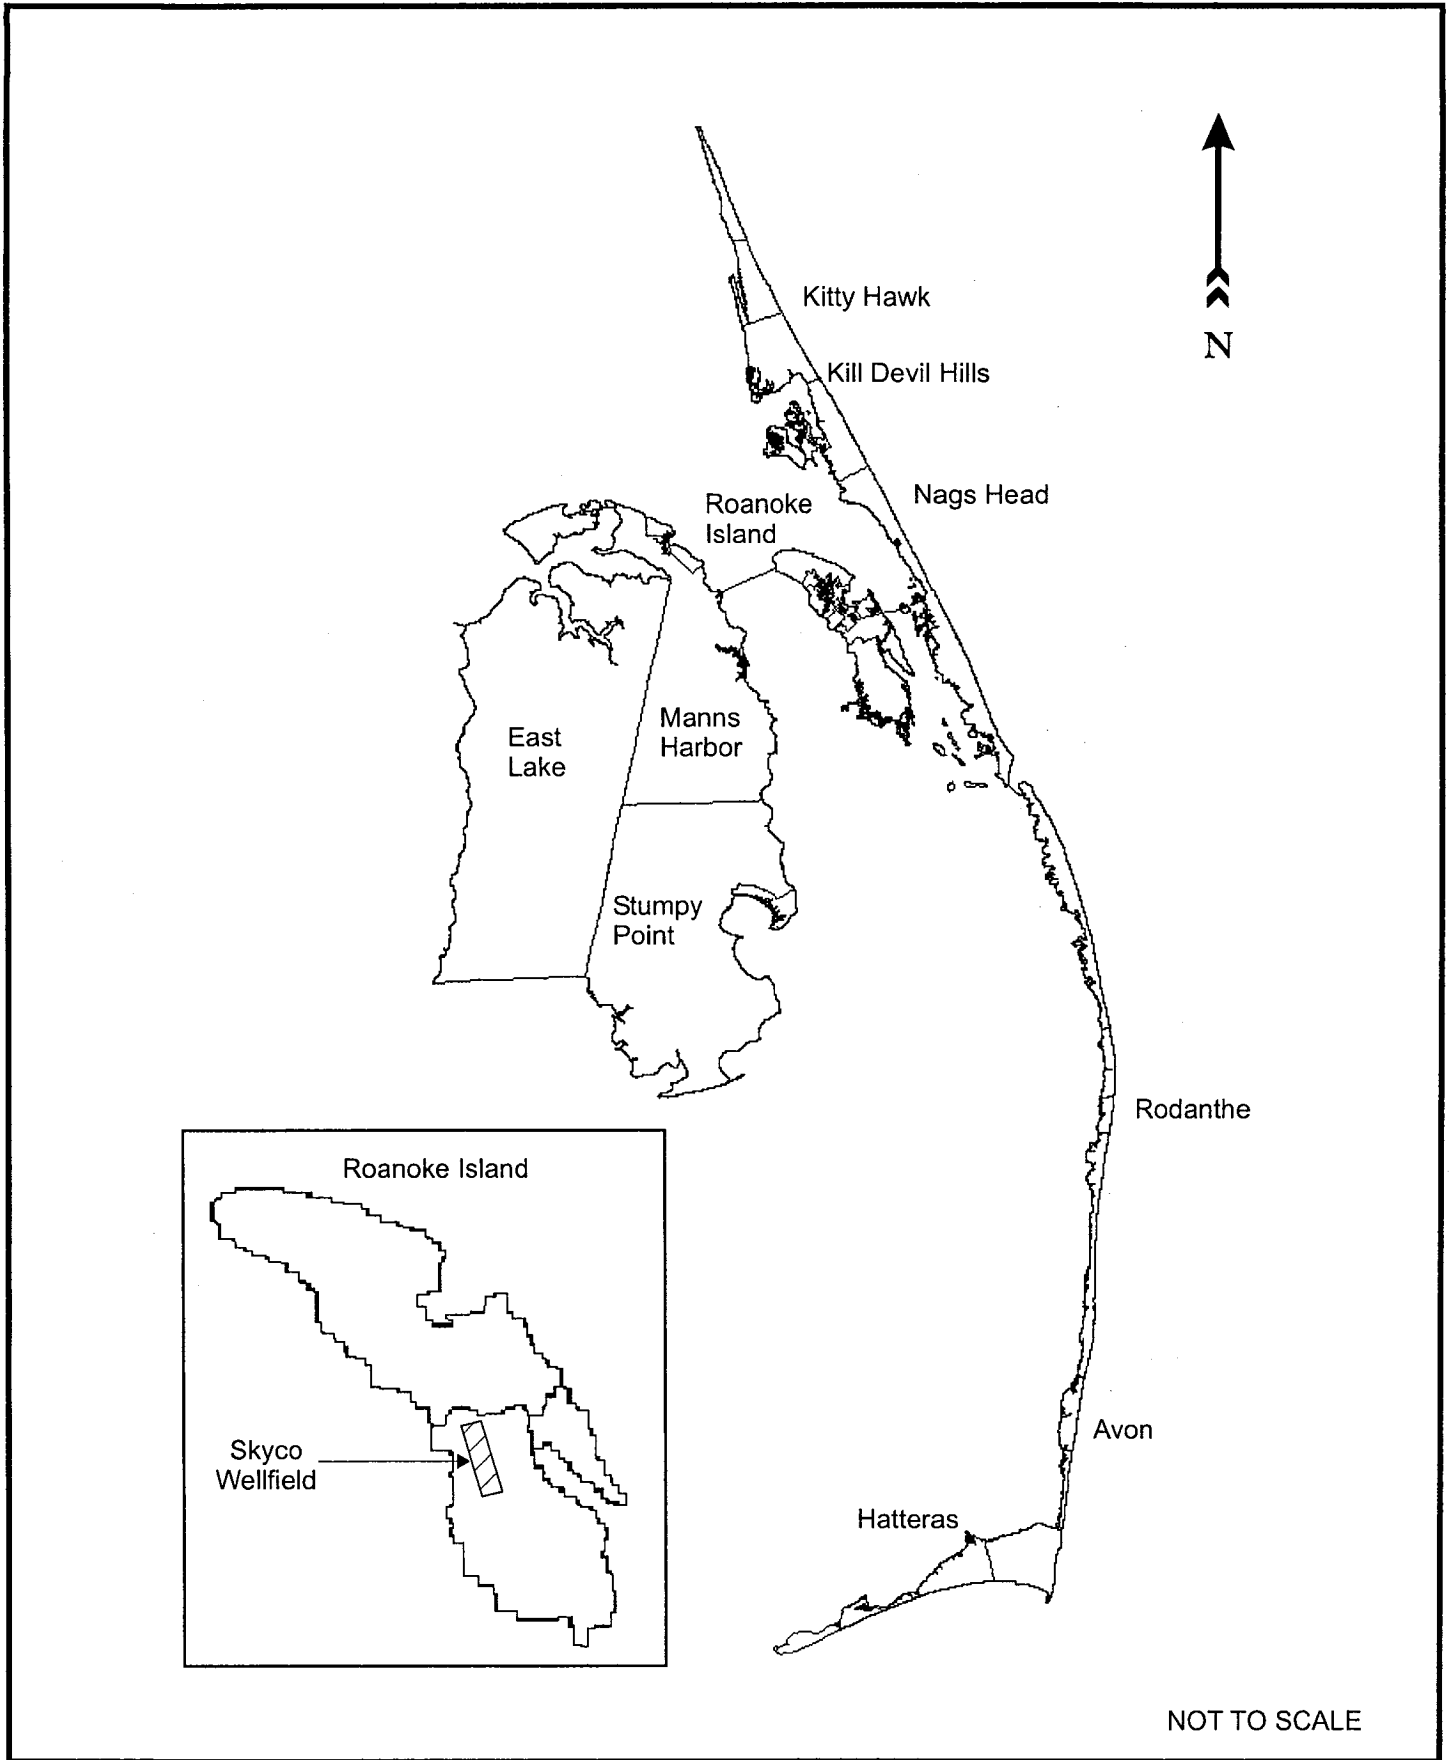 Kitty Hawk
N
Kill Devil Hills
Nags Head
Roanoke
Island
Manns
Harbor
East
Lake
Stumpy
Point
Rodanthe
Roanoke Island
Avon
Skyco
Wellfield
Hatteras
NOT TO SCALE